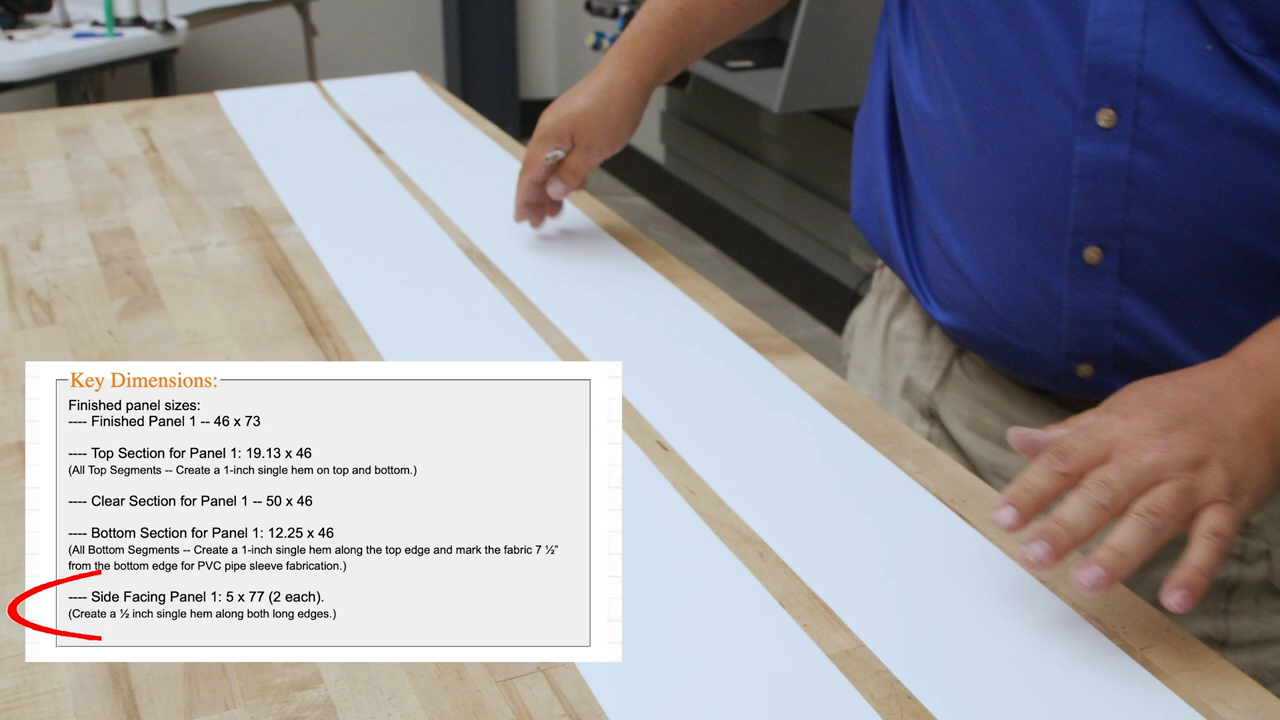 Key Dimensions:
Finished panel sizes:
---- Finished Panel 1 -- 46 x 73
---- Top Section for Panel 1: 19.13 x 46
(All Top Segments -- Create a 1-inch single hem on top and bottom.)
---- Clear Section for Panel 1 -- 50 x 46
---- Bottom Section for Panel 1: 12.25 x 46
(All Bottom Segments -- Create a 1-inch single hem along the top edge and mark the fabric 7 ½”
from the bottom edge for PVC pipe sleeve fabrication.)
---- Side Facing Panel 1: 5 x 77 (2 each).
(Create a ½ inch single hem along both long edges.)